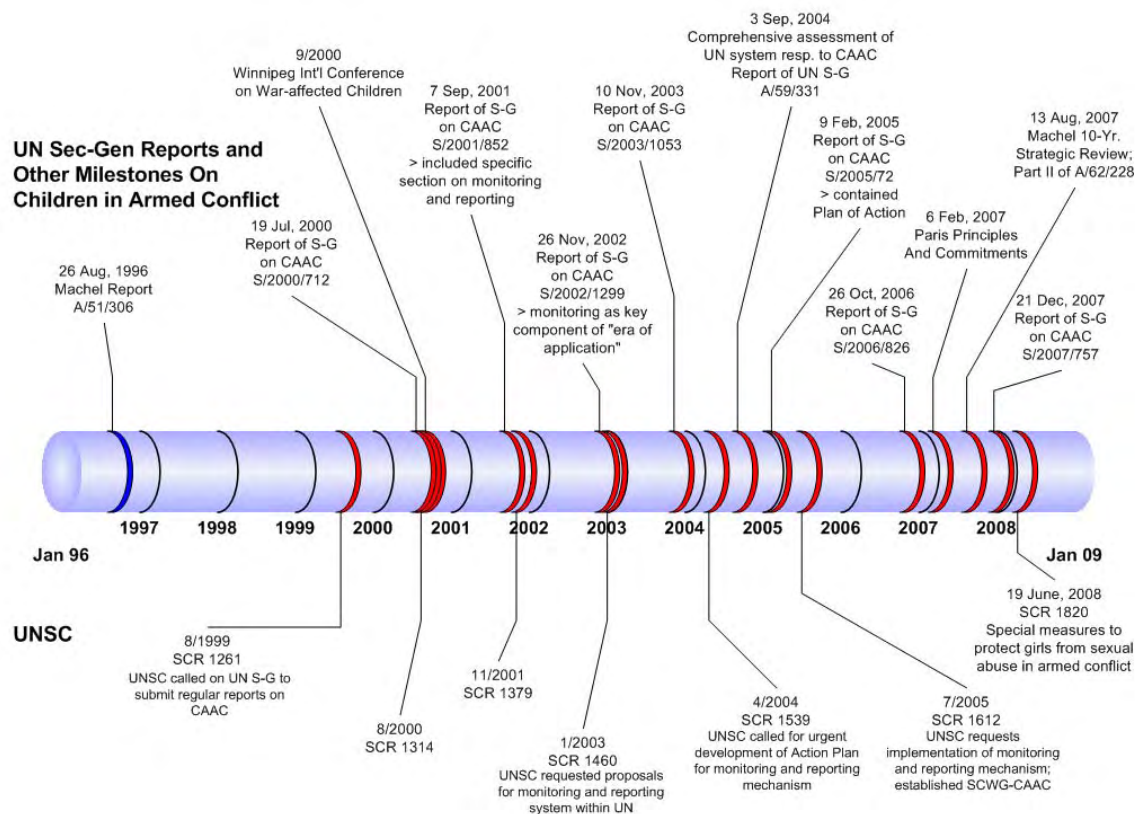 UN Sec-Gen Reports and
Other Milestones On
Children in Armed Conflict
26 Aug, 1996
Machel Report
A/51/306
19 Jul, 2000
Report of S-G
on CAAC
S/2000/712
9/2000
Winnipeg Int'l Conference
on War-affected Children
7 Sep, 2001
Report of S-G
on CAAC
S/2001/852
> included specific
section on monitoring
and reporting
26 Nov, 2002
Report of S-G
on CAAC
S/2002/1299
> monitoring as key
component of "era of
application"
10 Nov, 2003
Report of S-G
on CAAC
S/2003/1053
3 Sep, 2004
Comprehensive assessment of
UN system resp. to CAAC
Report of UN S-G
A/59/331
9 Feb, 2005
Report of S-G
on CAAC
S/2005/72
> contained
Plan of Action
26 Oct, 2006
Report of S-G
on CAAC
S/2006/826
6 Feb, 2007
Paris Principles
And Commitments
13 Aug, 2007
Machel 10-Yr.
Strategic Review;
Part II of A/62/228
21 Dec, 2007
Report of S-G
on CAAC
S/2007/757
1997 1998 1999 2000 2001 2002 2003 2004 2005 2006 2007 2008
Jan 96
Jan 09
UNSC
8/1999
SCR 1261
UNSC called on UN S-G to
submit regular reports on
CAAC
8/2000
SCR 1314
11/2001
SCR 1379
1/2003
SCR 1460
UNSC requested proposals
for monitoring and reporting
system within UN
4/2004
SCR 1539
UNSC called for urgent
development of Action Plan
for monitoring and reporting
mechanism
7/2005
SCR 1612
UNSC requests
implementation of monitoring
and reporting mechanism;
established SCWG-CAAC
19 June, 2008
SCR 1820
Special measures to
protect girls from sexual
abuse in armed conflict